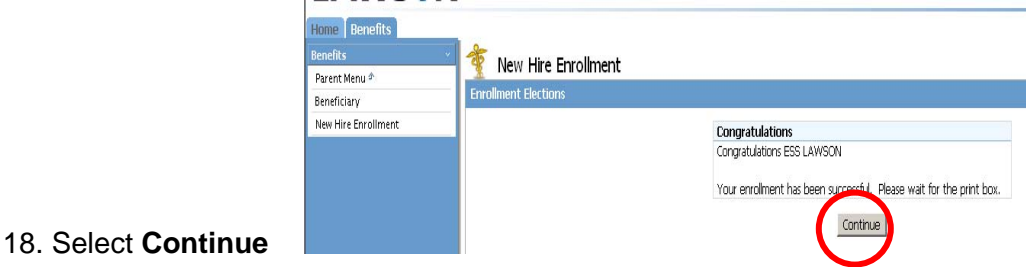 Home Benefits
Benefits
Parent Menu
Beneficiary
New Hire Enrollment
New Hire Enrollment
Enrollment Elections
Congratulations
Congratulations ESS LAWSON
Your enrollment has been successful. Please wait for the print box.
Continue
18. Select Continue